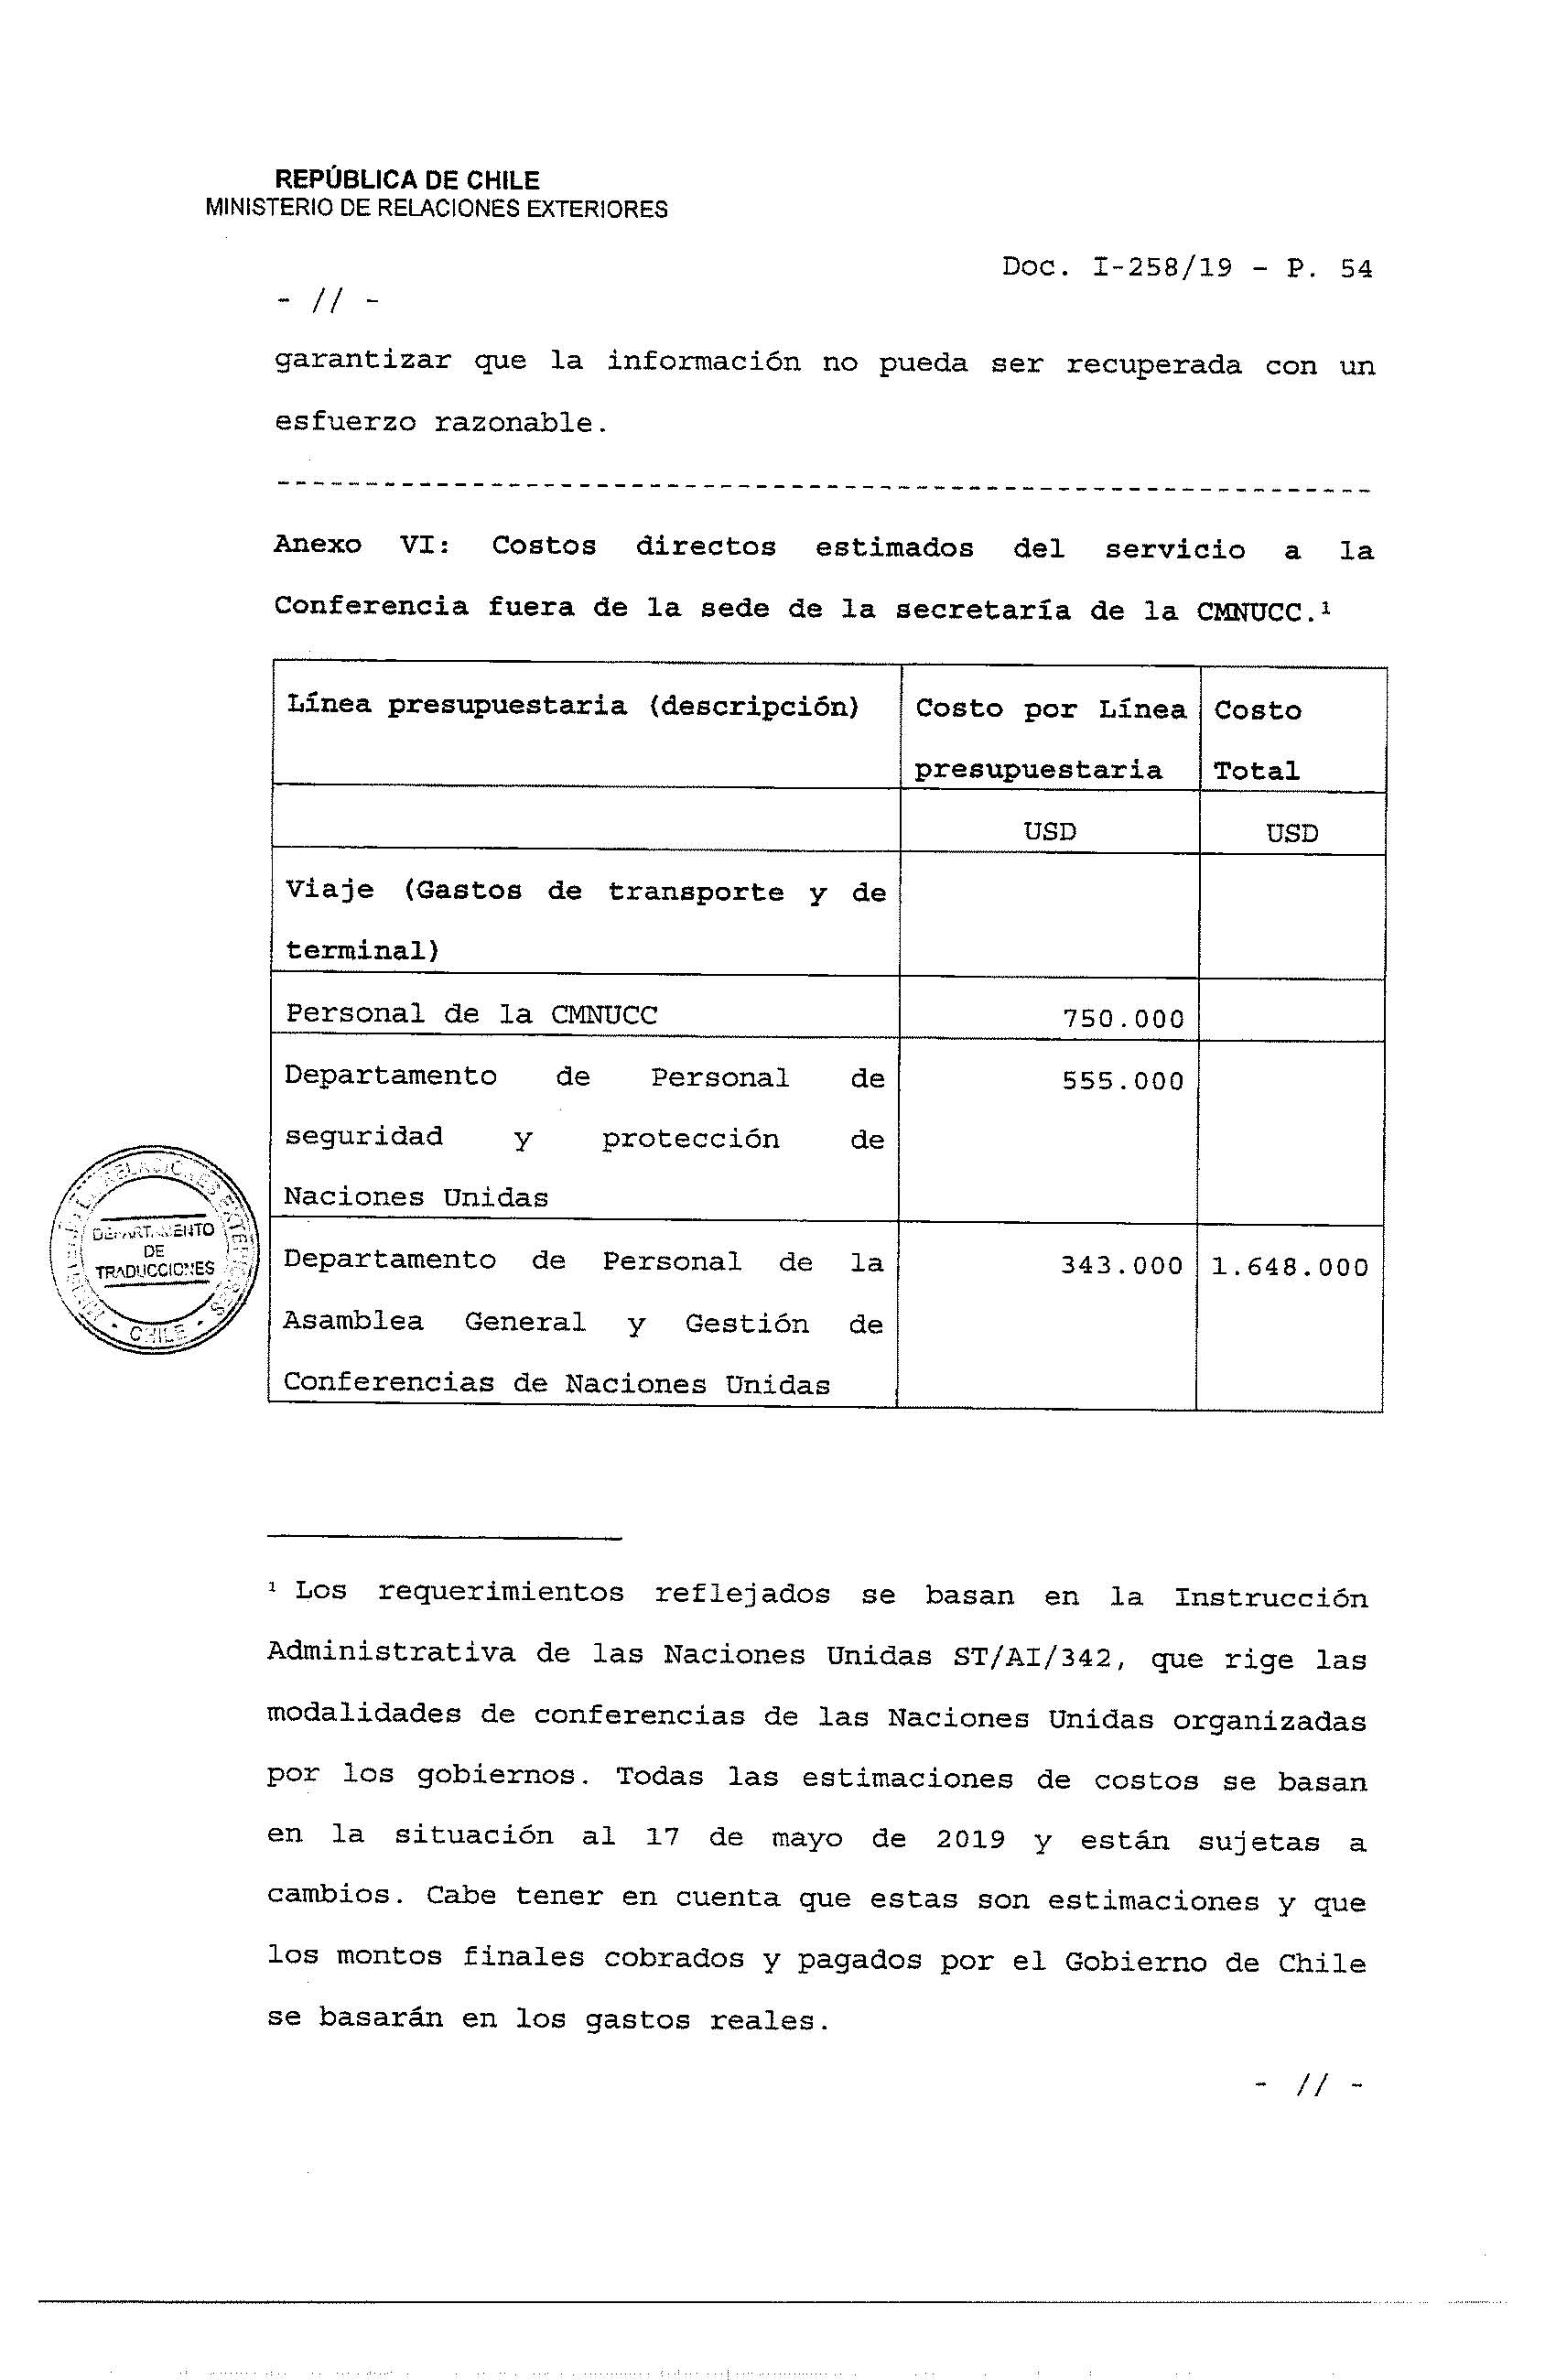 REPÚBLICA DE CHILE
MINISTERIO DE RELACIONES EXTERIORES
Doc. I-258/19 - P. 54
- // -
garantizar que la información no pueda ser recuperada con un
esfuerzo razonable.
--------------------------------------------------------------
Anexo VI: Costos directos estimados del servicio a la
Conferencia fuera de la sede de la secretaría de la CMNUCC.¹
Línea presupuestaria (descripción) Costo por Línea Costo
presupuestaria Total
USD USD
Viaje (Gastos de transporte y de
terminal)
Personal de la CMNUCC 750.000
Departamento de Personal de 555.000
seguridad y protección de
Naciones Unidas
Departamento de Personal de la 343.000 1.648.000
Asamblea General y Gestión de
Conferencias de Naciones Unidas
RELACIONES EXTERIORES
DEPARTAMENTO
DE
TRADUCCIONES
CHILE
¹ Los requerimientos reflejados se basan en la Instrucción
Administrativa de las Naciones Unidas ST/AI/342, que rige las
modalidades de conferencias de las Naciones Unidas organizadas
por los gobiernos. Todas las estimaciones de costos se basan
en la situación al 17 de mayo de 2019 y están sujetas a
cambios. Cabe tener en cuenta que estas son estimaciones y que
los montos finales cobrados y pagados por el Gobierno de Chile
se basarán en los gastos reales.
- // -